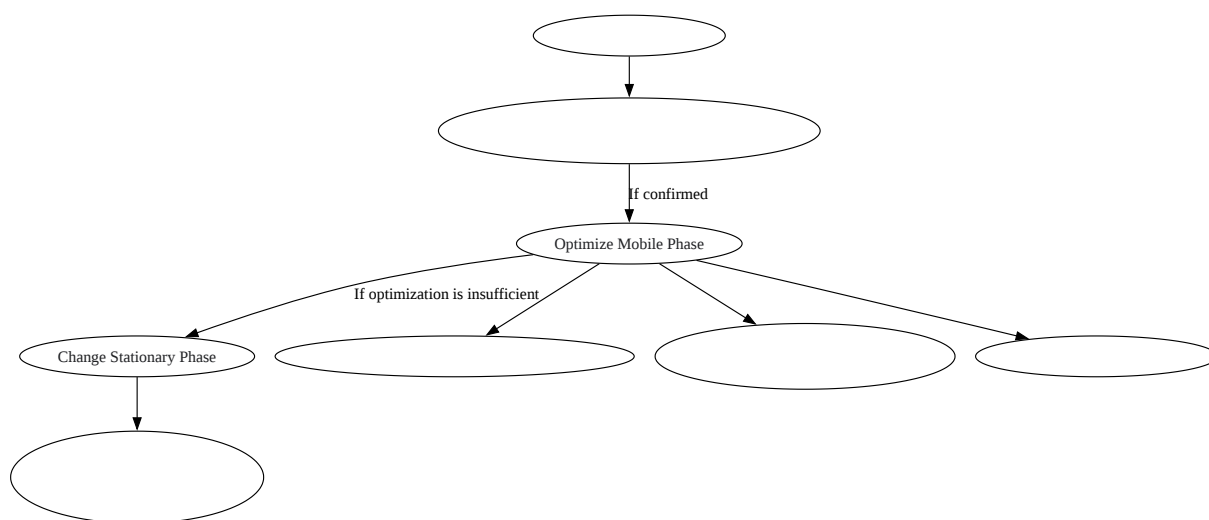 If confirmed
Optimize Mobile Phase
If optimization is insufficient
Change Stationary Phase